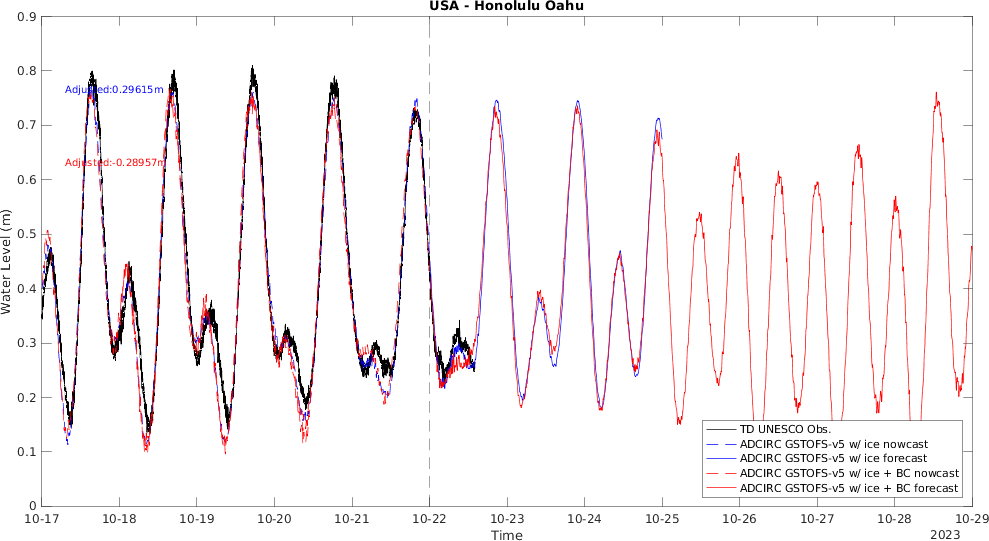 USA - Honolulu Oahu
0.9
0.8
0.7
0.6
0.5
0.4
0.3
0.2
0.1
0
Water Level (m)
Adjusted:0.29615m
Adjusted:-0.28957m
TD UNESCO Obs.
ADCIRC GSTOFS-v5 w/ ice nowcast
ADCIRC GSTOFS-v5 w/ ice forecast
ADCIRC GSTOFS-v5 w/ ice + BC nowcast
ADCIRC GSTOFS-v5 w/ ice + BC forecast
10-17 10-18 10-19 10-20 10-21 10-22 10-23 10-24 10-25 10-26 10-27 10-28 10-29
Time
2023